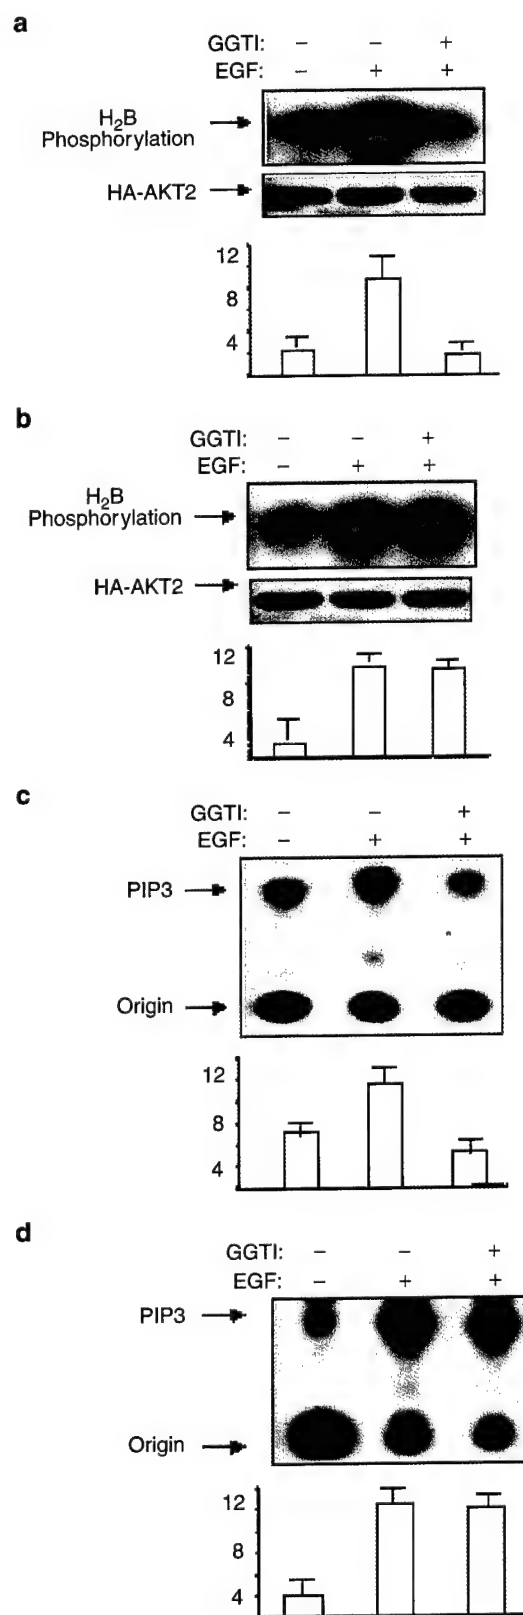 a
GGTI: – – +
EGF: – + +
H2B
Phosphorylation
HA-AKT2
12
8
4
b
GGTI: – – +
EGF: – + +
H2B
Phosphorylation
HA-AKT2
12
8
4
c
GGTI: – – +
EGF: – + +
PIP3
Origin
12
8
4
d
GGTI: – – +
EGF: – + +
PIP3
Origin
12
8
4